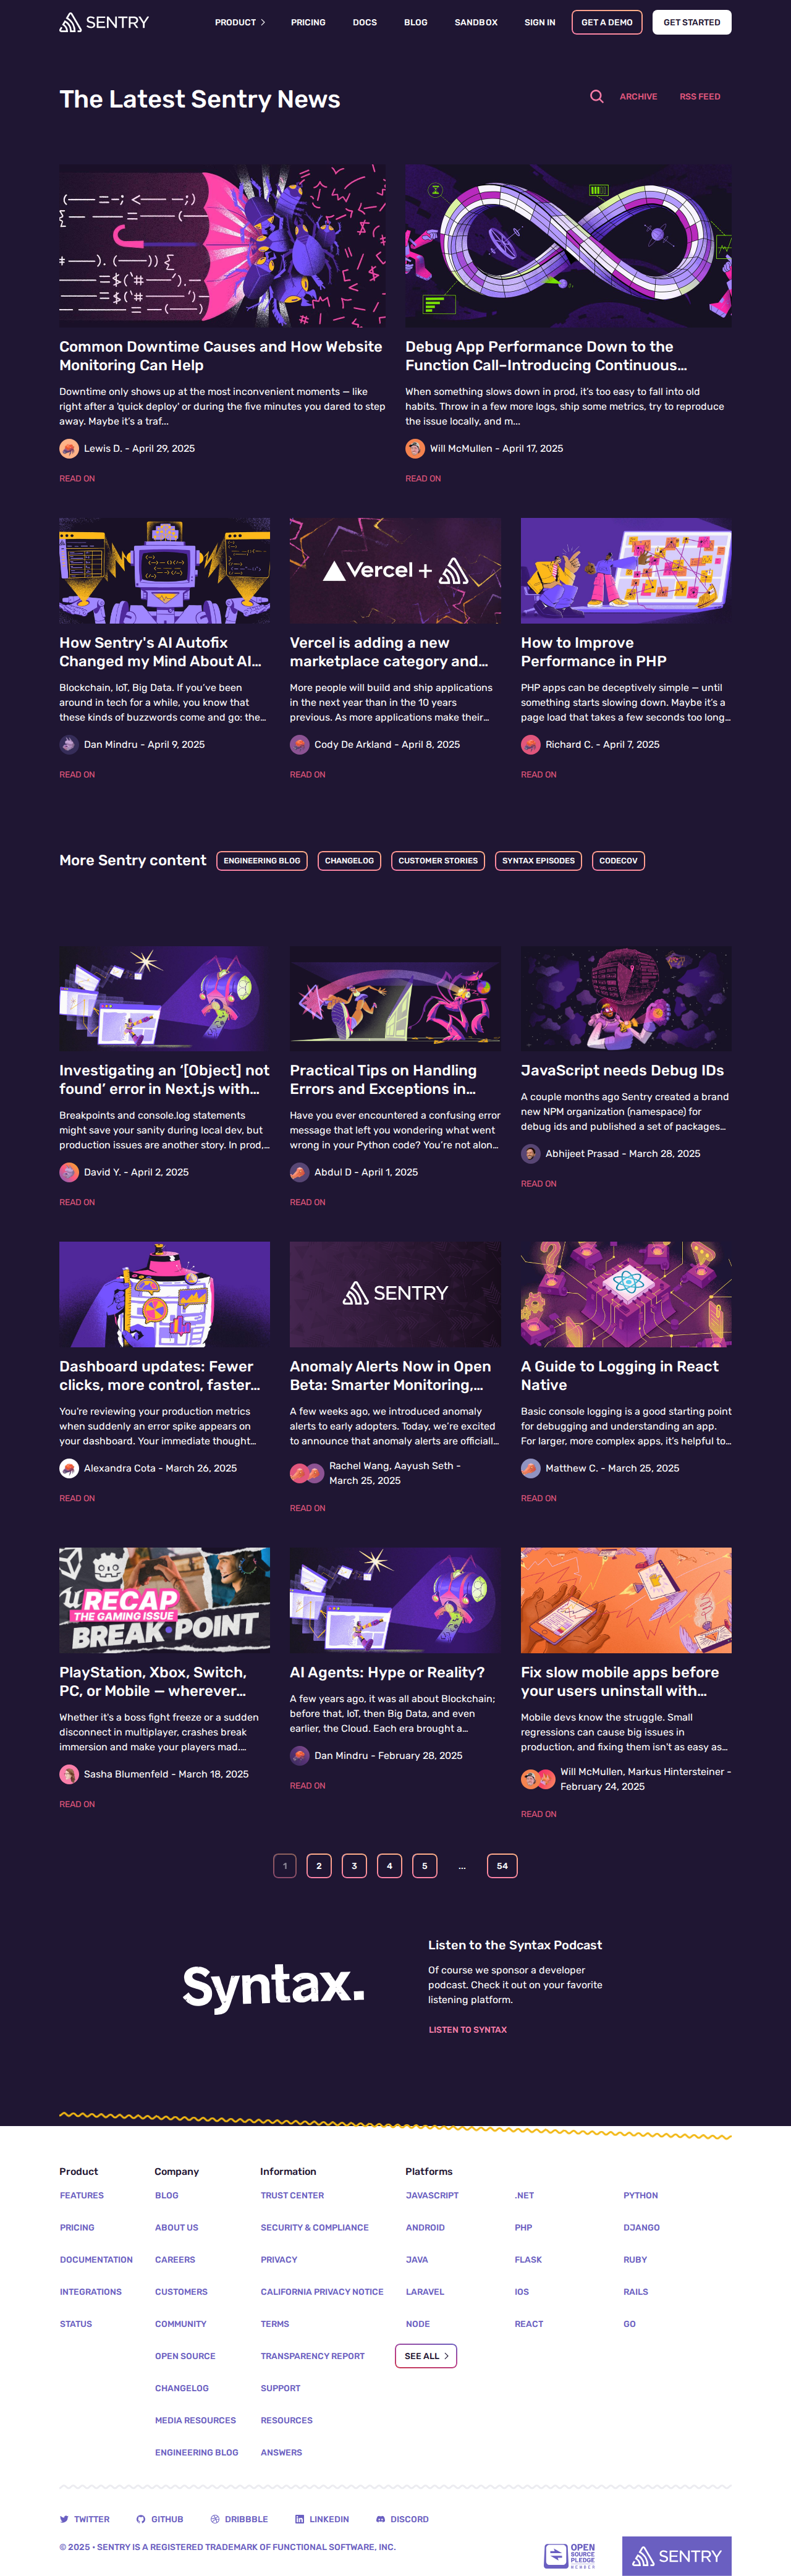 SENTRY
PRODUCT
PRICING
DOCS
BLOG
SANDBOX
SIGN IN
GET A DEMO
GET STARTED
The Latest Sentry News
ARCHIVE
RSS FEED
Common Downtime Causes and How Website
Monitoring Can Help
Downtime only shows up at the most inconvenient moments — like
right after a 'quick deploy' or during the five minutes you dared to step
away. Maybe it's a traf...
Lewis D. - April 29, 2025
READ ON
Debug App Performance Down to the
Function Call–Introducing Continuous...
When something slows down in prod, it's too easy to fall into old
habits. Throw in a few more logs, ship some metrics, try to reproduce
the issue locally, and m...
Will McMullen - April 17, 2025
READ ON
How Sentry's AI Autofix
Changed my Mind About AI...
Blockchain, IoT, Big Data. If you've been
around in tech for a while, you know that
these kinds of buzzwords come and go: the...
Dan Mindru - April 9, 2025
READ ON
Vercel +
Vercel is adding a new
marketplace category and...
More people will build and ship applications
in the next year than in the 10 years
previous. As more applications make their...
Cody De Arkland - April 8, 2025
READ ON
How to Improve
Performance in PHP
PHP apps can be deceptively simple — until
something starts slowing down. Maybe it's a
page load that takes a few seconds too long...
Richard C. - April 7, 2025
READ ON
More Sentry content
ENGINEERING BLOG
CHANGELOG
CUSTOMER STORIES
SYNTAX EPISODES
CODECOV
Investigating an '[Object] not
found' error in Next.js with...
Breakpoints and console.log statements
might save your sanity during local dev, but
production issues are another story. In prod,...
David Y. - April 2, 2025
READ ON
Practical Tips on Handling
Errors and Exceptions in...
Have you ever encountered a confusing error
message that left you wondering what went
wrong in your Python code? You're not alon...
Abdul D - April 1, 2025
READ ON
JavaScript needs Debug IDs
A couple months ago Sentry created a brand
new NPM organization (namespace) for
debug ids and published a set of packages...
Abhijeet Prasad - March 28, 2025
READ ON
Dashboard updates: Fewer
clicks, more control, faster...
You're reviewing your production metrics
when suddenly an error spike appears on
your dashboard. Your immediate thought...
Alexandra Cota - March 26, 2025
READ ON
SENTRY
Anomaly Alerts Now in Open
Beta: Smarter Monitoring,...
A few weeks ago, we introduced anomaly
alerts to early adopters. Today, we're excited
to announce that anomaly alerts are officiall...
Rachel Wang, Aayush Seth -
March 25, 2025
READ ON
A Guide to Logging in React
Native
Basic console logging is a good starting point
for debugging and understanding an app.
For larger, more complex apps, it's helpful to...
Matthew C. - March 25, 2025
READ ON
RECAP
THE GAMING ISSUE
BREAK POINT
PlayStation, Xbox, Switch,
PC, or Mobile — wherever...
Whether it's a boss fight freeze or a sudden
disconnect in multiplayer, crashes break
immersion and make your players mad....
Sasha Blumenfeld - March 18, 2025
READ ON
AI Agents: Hype or Reality?
A few years ago, it was all about Blockchain;
before that, IoT, then Big Data, and even
earlier, the Cloud. Each era brought a...
Dan Mindru - February 28, 2025
READ ON
Fix slow mobile apps before
your users uninstall with...
Mobile devs know the struggle. Small
regressions can cause big issues in
production, and fixing them isn't as easy as...
Will McMullen, Markus Hintersteiner -
February 24, 2025
READ ON
1
2
3
4
5
...
54
Syntax.
Listen to the Syntax Podcast
Of course we sponsor a developer
podcast. Check it out on your favorite
listening platform.
LISTEN TO SYNTAX
Product
FEATURES
PRICING
DOCUMENTATION
INTEGRATIONS
STATUS
Company
BLOG
ABOUT US
CAREERS
CUSTOMERS
COMMUNITY
OPEN SOURCE
CHANGELOG
MEDIA RESOURCES
ENGINEERING BLOG
Information
TRUST CENTER
SECURITY & COMPLIANCE
PRIVACY
CALIFORNIA PRIVACY NOTICE
TERMS
TRANSPARENCY REPORT
SUPPORT
RESOURCES
ANSWERS
Platforms
JAVASCRIPT
ANDROID
JAVA
LARAVEL
NODE
SEE ALL
.NET
PHP
FLASK
IOS
REACT
PYTHON
DJANGO
RUBY
RAILS
GO
TWITTER
GITHUB
DRIBBBLE
LINKEDIN
DISCORD
© 2025 • SENTRY IS A REGISTERED TRADEMARK OF FUNCTIONAL SOFTWARE, INC.
OPEN
SOURCE
PLEDGE
MEMBER
SENTRY